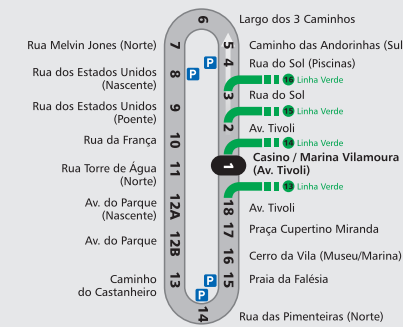 6 Largo dos 3 Caminhos
Rua Melvin Jones (Norte) 7
5 Caminho das Andorinhas (Sul
Rua dos Estados Unidos
(Nascente) 8
P
P
4 Rua do Sol (Piscinas)
16 Linha Verde
Rua dos Estados Unidos
(Poente) 9
3 Rua do Sol
15 Linha Verde
Rua da França 10
2 Av. Tivoli
14 Linha Verde
Rua Torre de Água
(Norte) 11
1 Casino / Marina Vilamoura
(Av. Tivoli)
13 Linha Verde
Av. do Parque
(Nascente) 12A
18 Av. Tivoli
17 Praça Cupertino Miranda
Av. do Parque 12B
16 Cerro da Vila (Museu/Marina)
Caminho
do Castanheiro 13
P
P
15 Praia da Falésia
14 Rua das Pimenteiras (Norte)